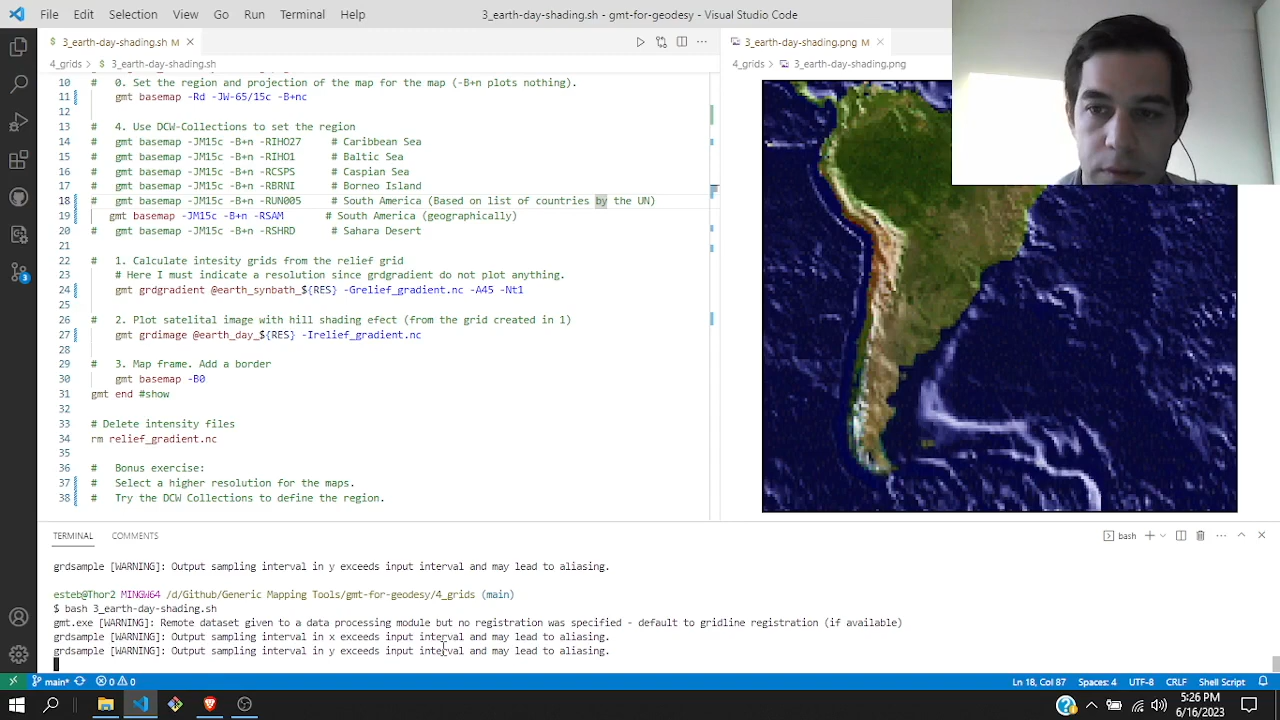 File Edit Selection View Go Run Terminal Help 3_earth-day-shading.sh - gmt-for-geodesy - Visual Studio Code
3_earth-day-shading.sh M
4_grids > $ 3_earth-day-shading.sh
10 # 0. Set the region and projection of the map for the map (-B+n plots nothing).
11 gmt basemap -Rd -JW-65/15c -B+nc
12
13 # 4. Use DCW-Collections to set the region
14 # gmt basemap -JM15c -B+n -RIHO27 # Caribbean Sea
15 # gmt basemap -JM15c -B+n -RIHO1 # Baltic Sea
16 # gmt basemap -JM15c -B+n -RCSPS # Caspian Sea
17 # gmt basemap -JM15c -B+n -RBRNI # Borneo Island
18 # gmt basemap -JM15c -B+n -RUN005 # South America (Based on list of countries by the UN)
19 gmt basemap -JM15c -B+n -RSAM # South America (geographically)
20 # gmt basemap -JM15c -B+n -RSHRD # Sahara Desert
21
22 # 1. Calculate intesity grids from the relief grid
23 # Here I must indicate a resolution since grdgradient do not plot anything.
24 gmt grdgradient @earth_synbath_${RES} -Grelief_gradient.nc -A45 -Nt1
25
26 # 2. Plot satelital image with hill shading efect (from the grid created in 1)
27 gmt grdimage @earth_day_${RES} -Irelief_gradient.nc
28
29 # 3. Map frame. Add a border
30 gmt basemap -B0
31 gmt end #show
32
33 # Delete intensity files
34 rm relief_gradient.nc
35
36 # Bonus exercise:
37 # Select a higher resolution for the maps.
38 # Try the DCW Collections to define the region.
3_earth-day-shading.png M
4_grids > 3_earth-day-shading.png
TERMINAL COMMENTS
bash
grdsample [WARNING]: Output sampling interval in y exceeds input interval and may lead to aliasing.
esteb@Thor2 MINGW64 /d/Github/Generic Mapping Tools/gmt-for-geodesy/4_grids (main)
$ bash 3_earth-day-shading.sh
gmt.exe [WARNING]: Remote dataset given to a data processing module but no registration was specified - default to gridline registration (if available)
grdsample [WARNING]: Output sampling interval in x exceeds input interval and may lead to aliasing.
grdsample [WARNING]: Output sampling interval in y exceeds input interval and may lead to aliasing.
3
main* 0 0 Ln 18, Col 87 Spaces: 4 UTF-8 CRLF Shell Script
5:26 PM
6/16/2023